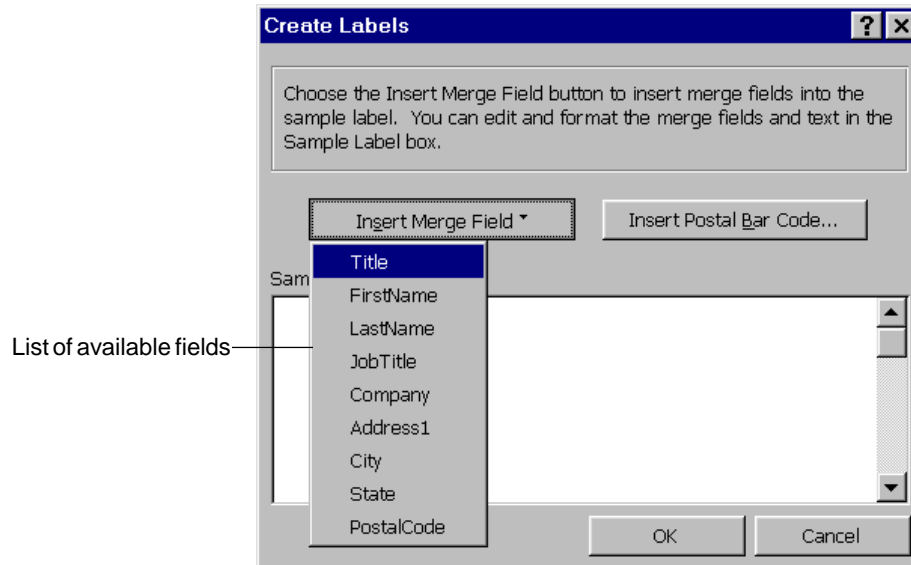 Create Labels
Choose the Insert Merge Field button to insert merge fields into the
sample label. You can edit and format the merge fields and text in the
Sample Label box.
Insert Merge Field
Insert Postal Bar Code...
Sam
Title
FirstName
LastName
JobTitle
Company
Address1
City
State
PostalCode
List of available fields
OK
Cancel